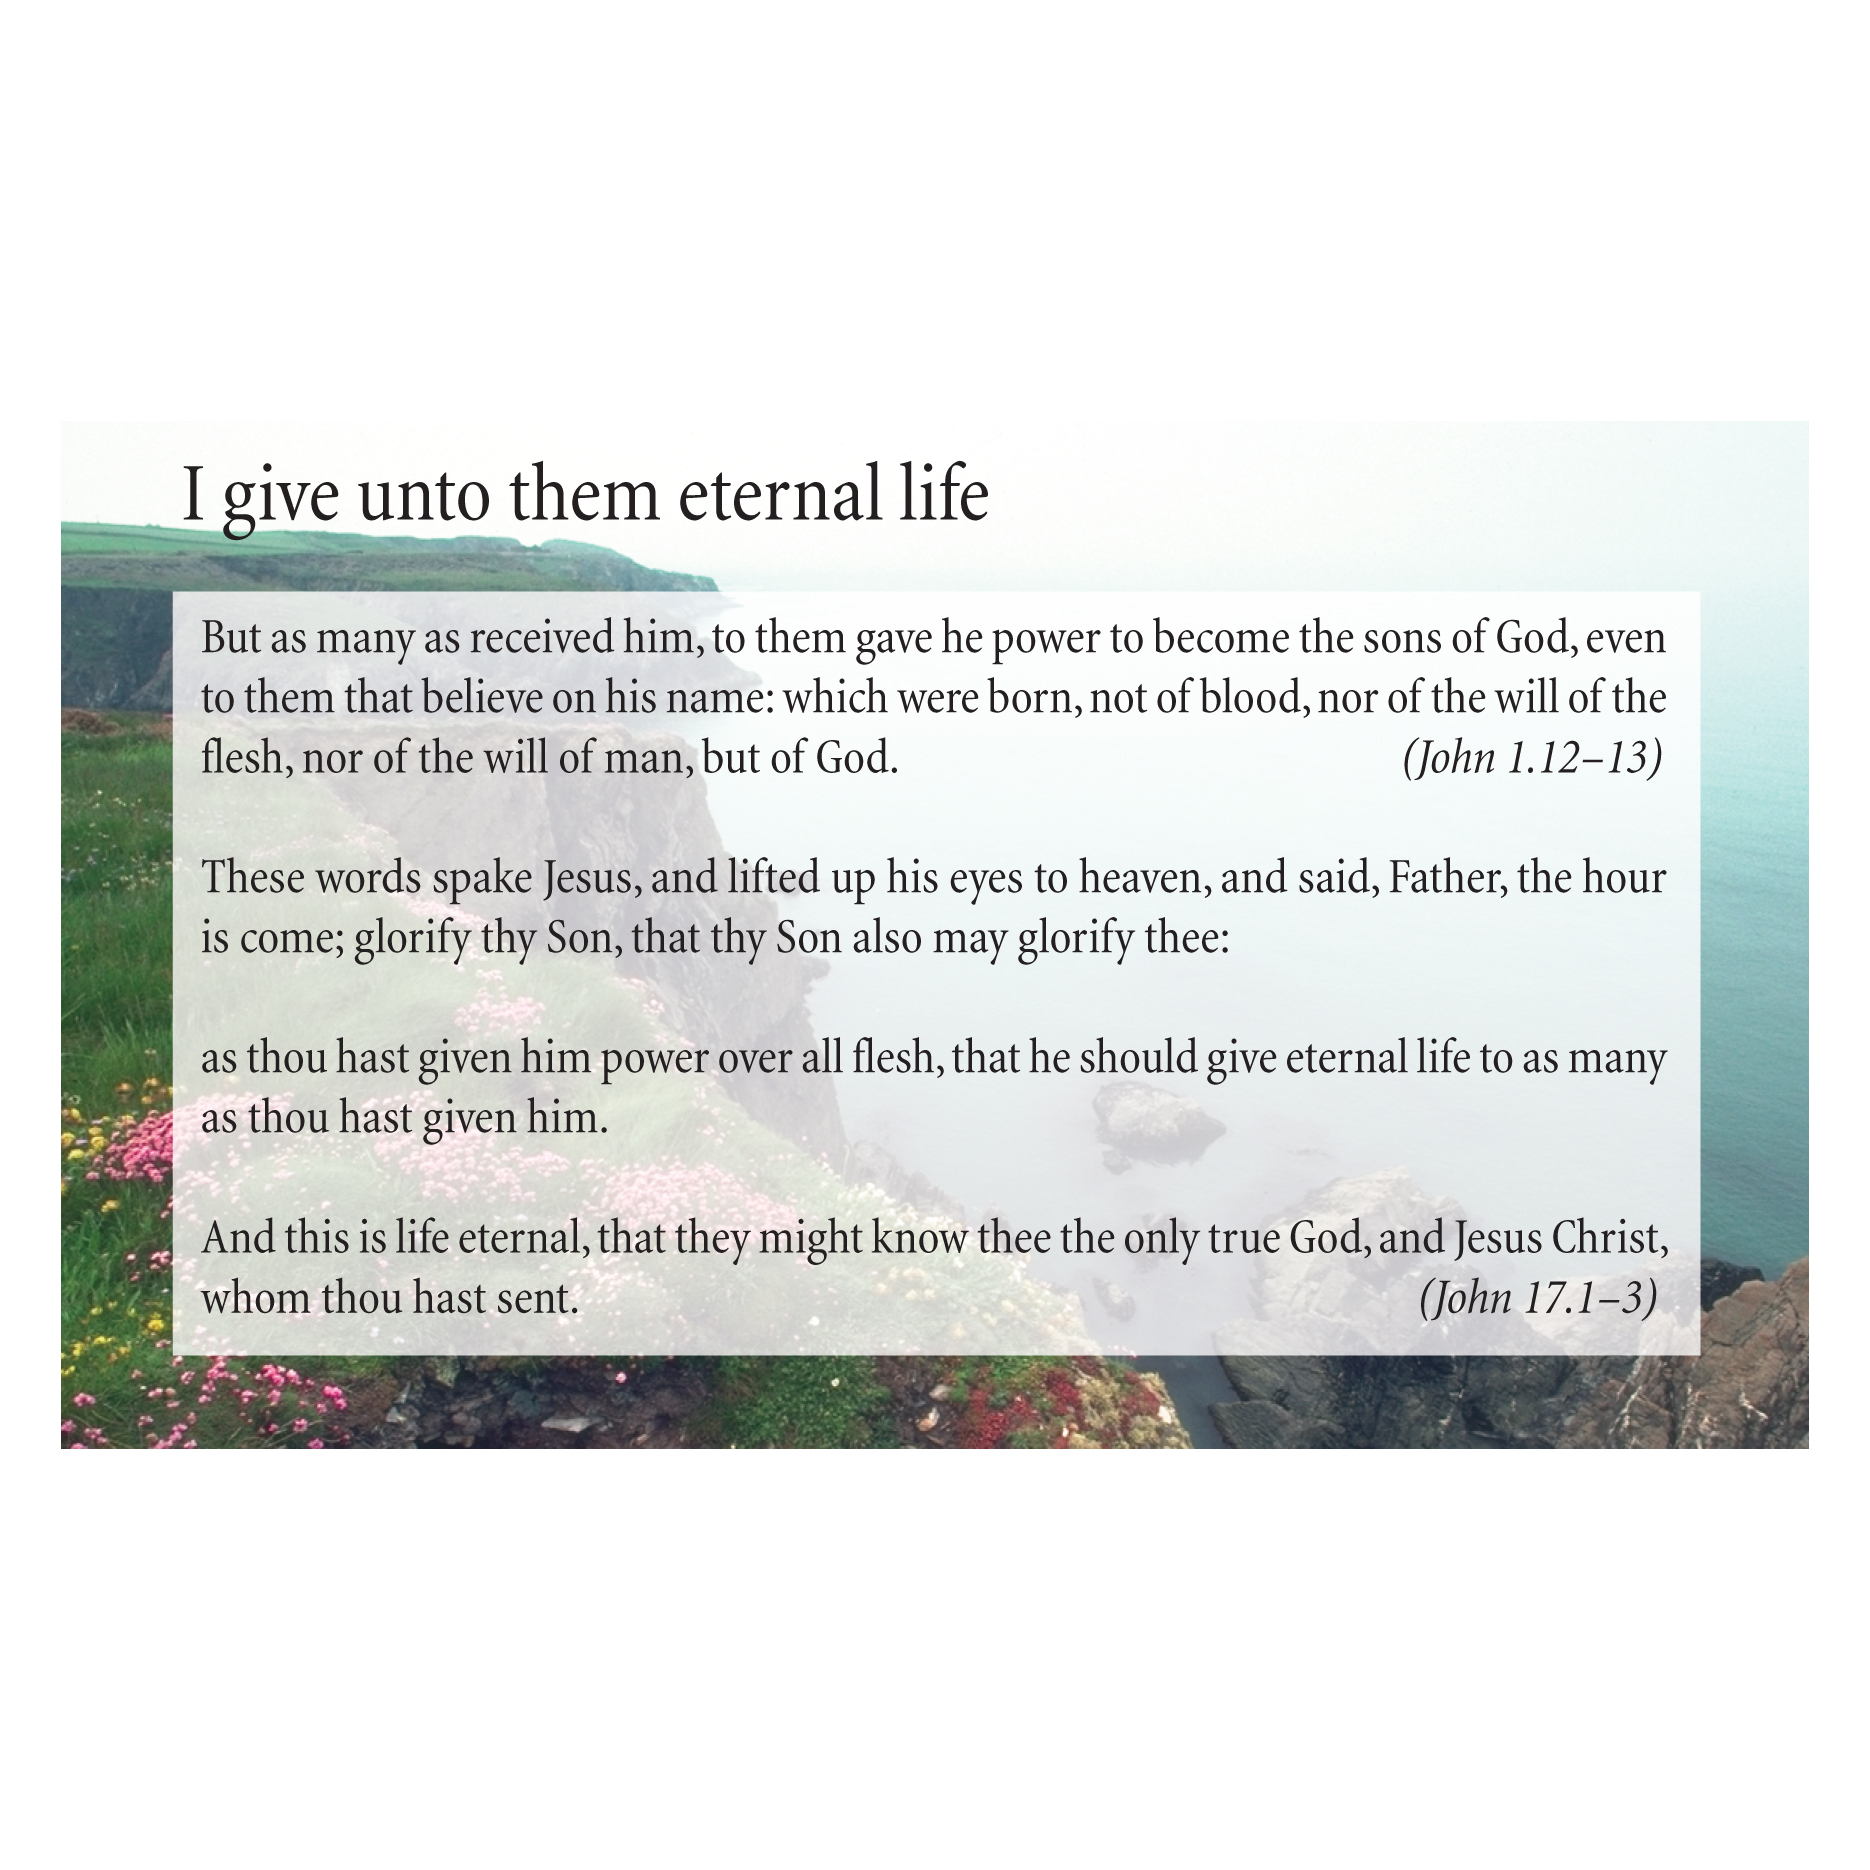 I give unto them eternal life
But as many as received him, to them gave he power to become the sons of God, even
to them that believe on his name: which were born, not of blood, nor of the will of the
flesh, nor of the will of man, but of God. (John 1.12–13)
These words spake Jesus, and lifted up his eyes to heaven, and said, Father, the hour
is come; glorify thy Son, that thy Son also may glorify thee:
as thou hast given him power over all flesh, that he should give eternal life to as many
as thou hast given him.
And this is life eternal, that they might know thee the only true God, and Jesus Christ,
whom thou hast sent. (John 17.1–3)